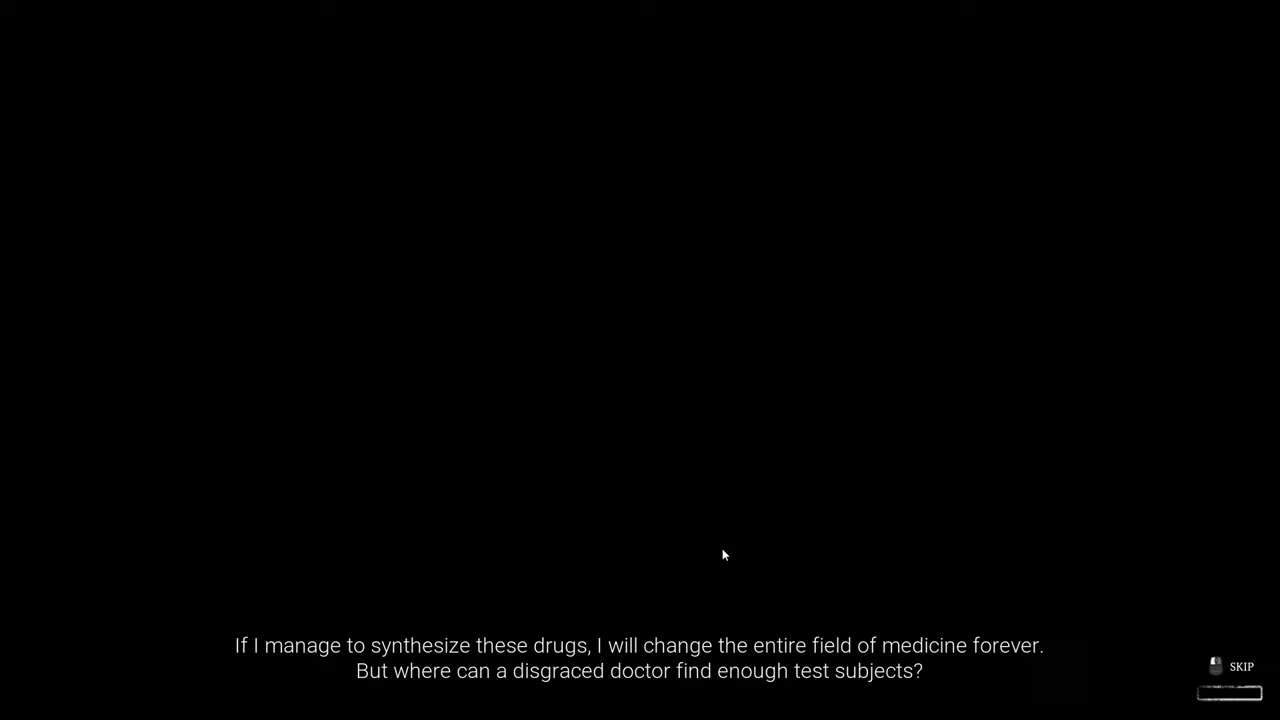 If I manage to synthesize these drugs, I will change the entire field of medicine forever.
But where can a disgraced doctor find enough test subjects?
SKIP